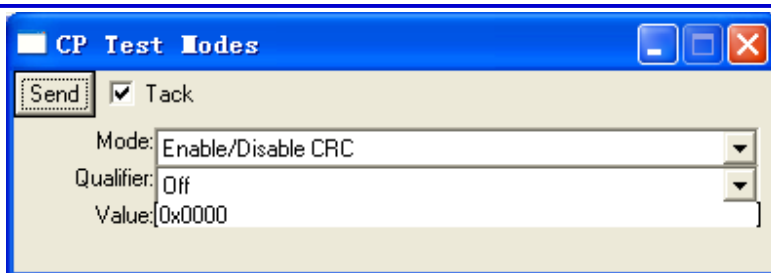 CP Test Modes
Send Tack
Mode: Enable/Disable CRC
Qualifier: Off
Value: 0x0000